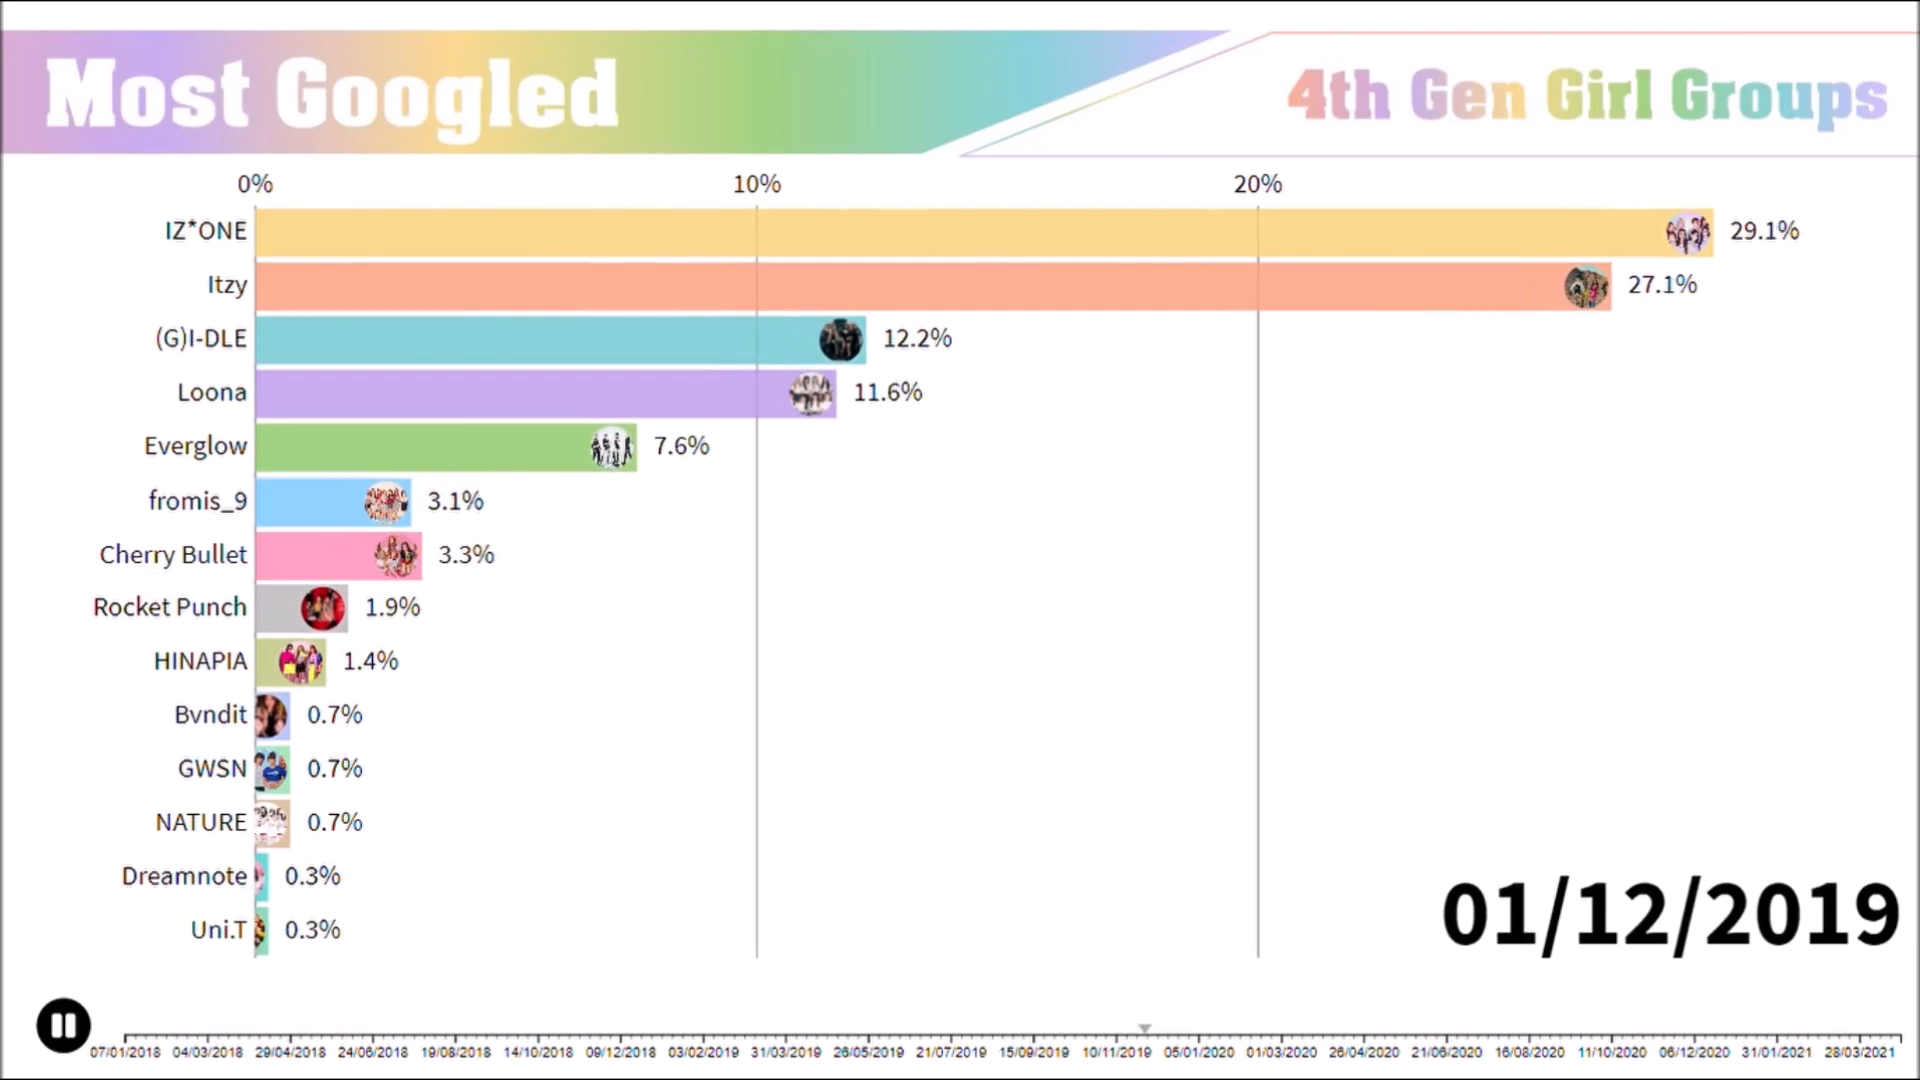 Most Googled
4th Gen Girl Groups
0% 10% 20%
IZ*ONE 29.1%
Itzy 27.1%
(G)I-DLE 12.2%
Loona 11.6%
Everglow 7.6%
fromis_9 3.1%
Cherry Bullet 3.3%
Rocket Punch 1.9%
HINAPIA 1.4%
Bvndit 0.7%
GWSN 0.7%
NATURE 0.7%
Dreamnote 0.3%
Uni.T 0.3%
01/12/2019
07/01/2018 04/03/2018 29/04/2018 24/06/2018 19/08/2018 14/10/2018 09/12/2018 03/02/2019 31/03/2019 26/05/2019 21/07/2019 15/09/2019 10/11/2019 05/01/2020 01/03/2020 26/04/2020 21/06/2020 16/08/2020 11/10/2020 06/12/2020 31/01/2021 28/03/2021